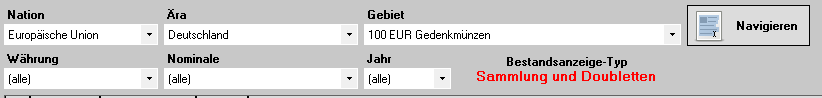 Nation Ära Gebiet
Europäische Union Deutschland 100 EUR Gedenkmünzen Navigieren
Währung Nominale Jahr Bestandsanzeige-Typ
(alle) (alle) (alle) Sammlung und Doubletten